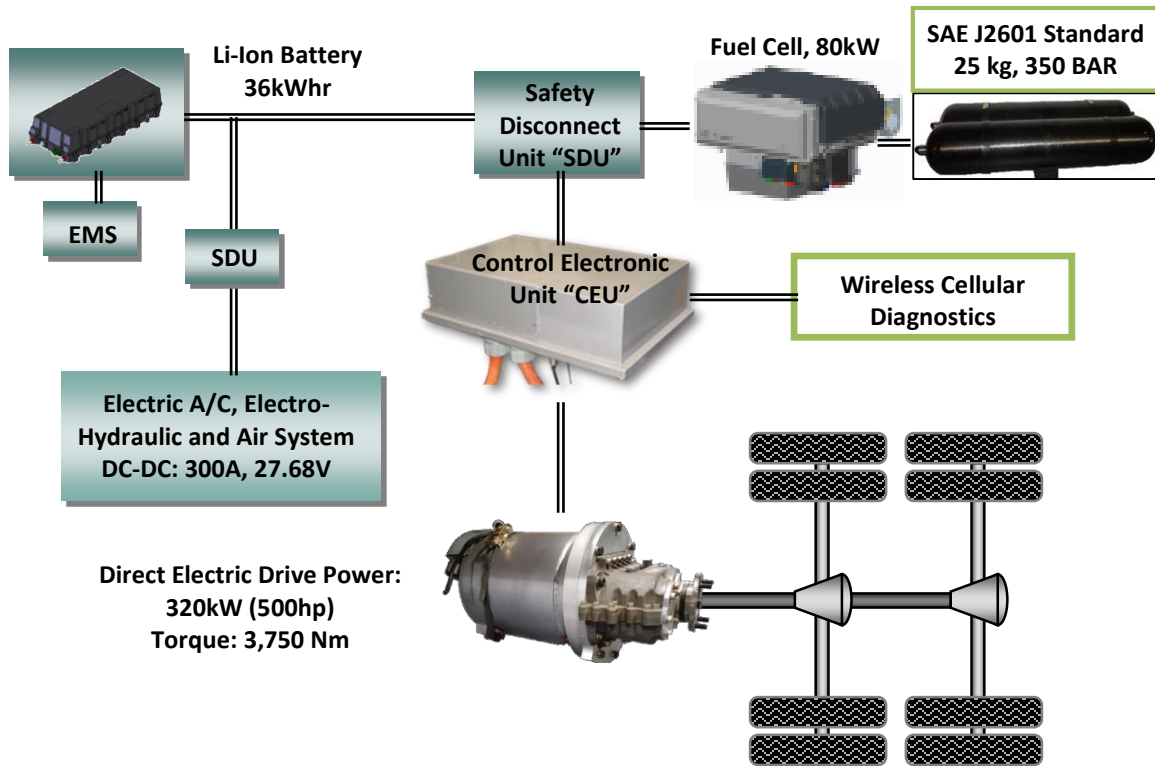 Li-Ion Battery
36kWhr
Fuel Cell, 80kW
SAE J2601 Standard
25 kg, 350 BAR
Safety
Disconnect
Unit “SDU”
EMS
SDU
Control Electronic
Unit “CEU”
Wireless Cellular
Diagnostics
Electric A/C, Electro-
Hydraulic and Air System
DC-DC: 300A, 27.68V
Direct Electric Drive Power:
320kW (500hp)
Torque: 3,750 Nm